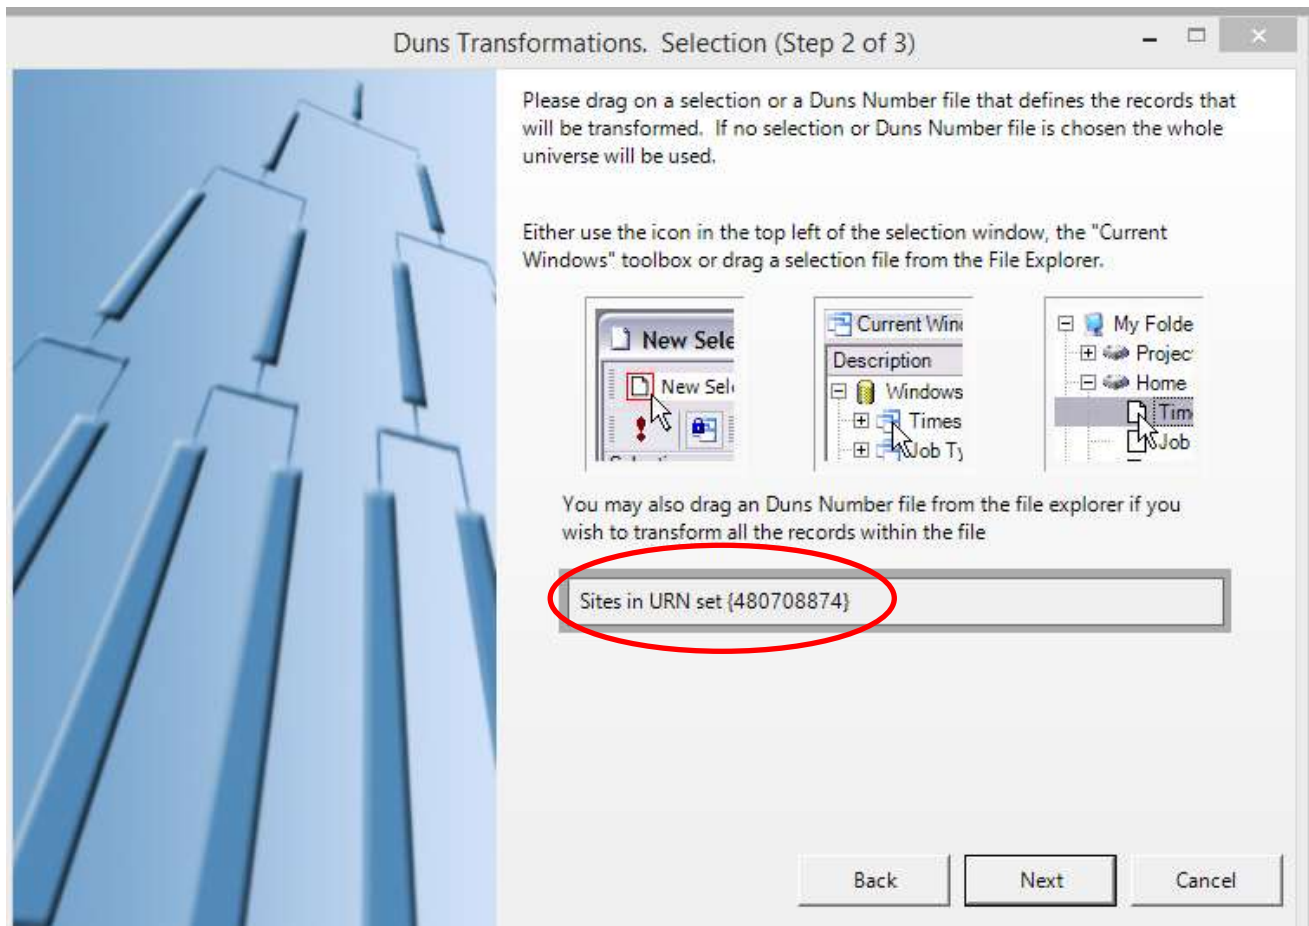 Duns Transformations.  Selection (Step 2 of 3)
Please drag on a selection or a Duns Number file that defines the records that
will be transformed.  If no selection or Duns Number file is chosen the whole
universe will be used.
Either use the icon in the top left of the selection window, the "Current
Windows" toolbox or drag a selection file from the File Explorer.
New Sele
New Sel
Current Win
Description
Windows
Times
Job Ty
My Folde
Projec
Home
Tim
Job
You may also drag an Duns Number file from the file explorer if you
wish to transform all the records within the file
Sites in URN set {480708874}
Back
Next
Cancel